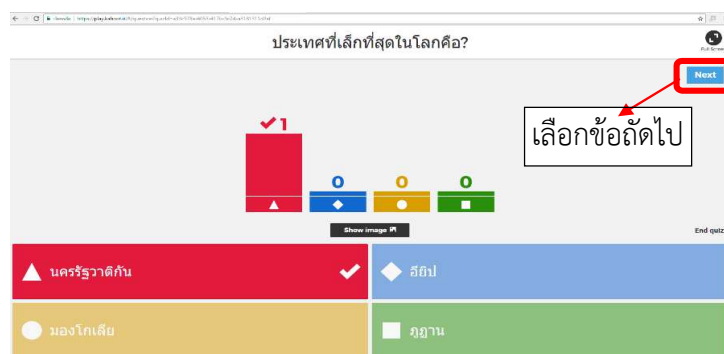 ประเทศที่เล็กที่สุดในโลกคือ?
Full Screen
Next
เลือกข้อถัดไป
1
0
0
0
Show image
End quiz
นครรัฐวาติกัน
อียิป
มองโกเลีย
ภูฏาน